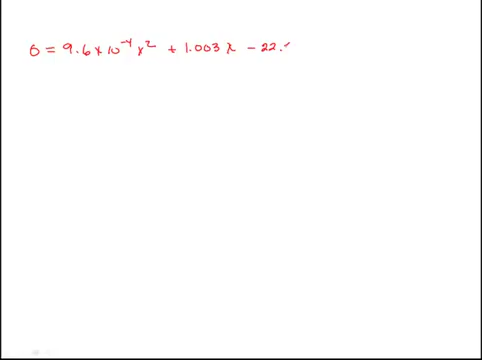 0 = 9.6 x 10⁻⁴ x² + 1.003 x - 22.